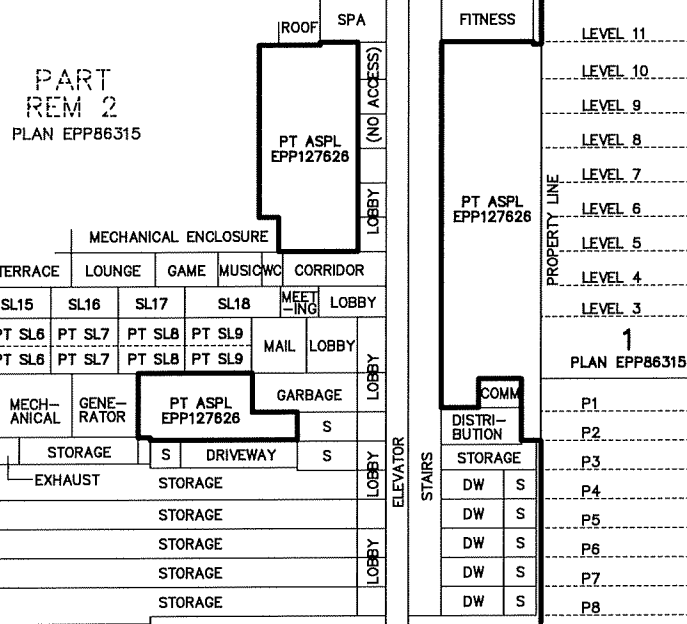 ROOF
SPA
FITNESS
LEVEL 11
PART
REM 2
PLAN EPP86315
(NO ACCESS)
LEVEL 10
LEVEL 9
LEVEL 8
PT ASPL
EPP127626
LEVEL 7
PROPERTY LINE
LOBBY
PT ASPL
EPP127626
LEVEL 6
MECHANICAL ENCLOSURE
LEVEL 5
TERRACE
LOUNGE
GAME
MUSIC
WC
CORRIDOR
LEVEL 4
SL15
SL16
SL17
SL18
MEET
-ING
LOBBY
LEVEL 3
PT SL6
PT SL7
PT SL8
PT SL9
MAIL
LOBBY
1
PLAN EPP86315
PT SL6
PT SL7
PT SL8
PT SL9
LOBBY
MECH-
ANICAL
GENE-
RATOR
PT ASPL
EPP127626
GARBAGE
COMM
P1
S
DISTRI-
BUTION
P2
STORAGE
S
DRIVEWAY
S
LOBBY
ELEVATOR
STAIRS
STORAGE
P3
EXHAUST
STORAGE
DW
S
P4
STORAGE
DW
S
P5
STORAGE
LOBBY
DW
S
P6
STORAGE
DW
S
P7
STORAGE
DW
S
P8